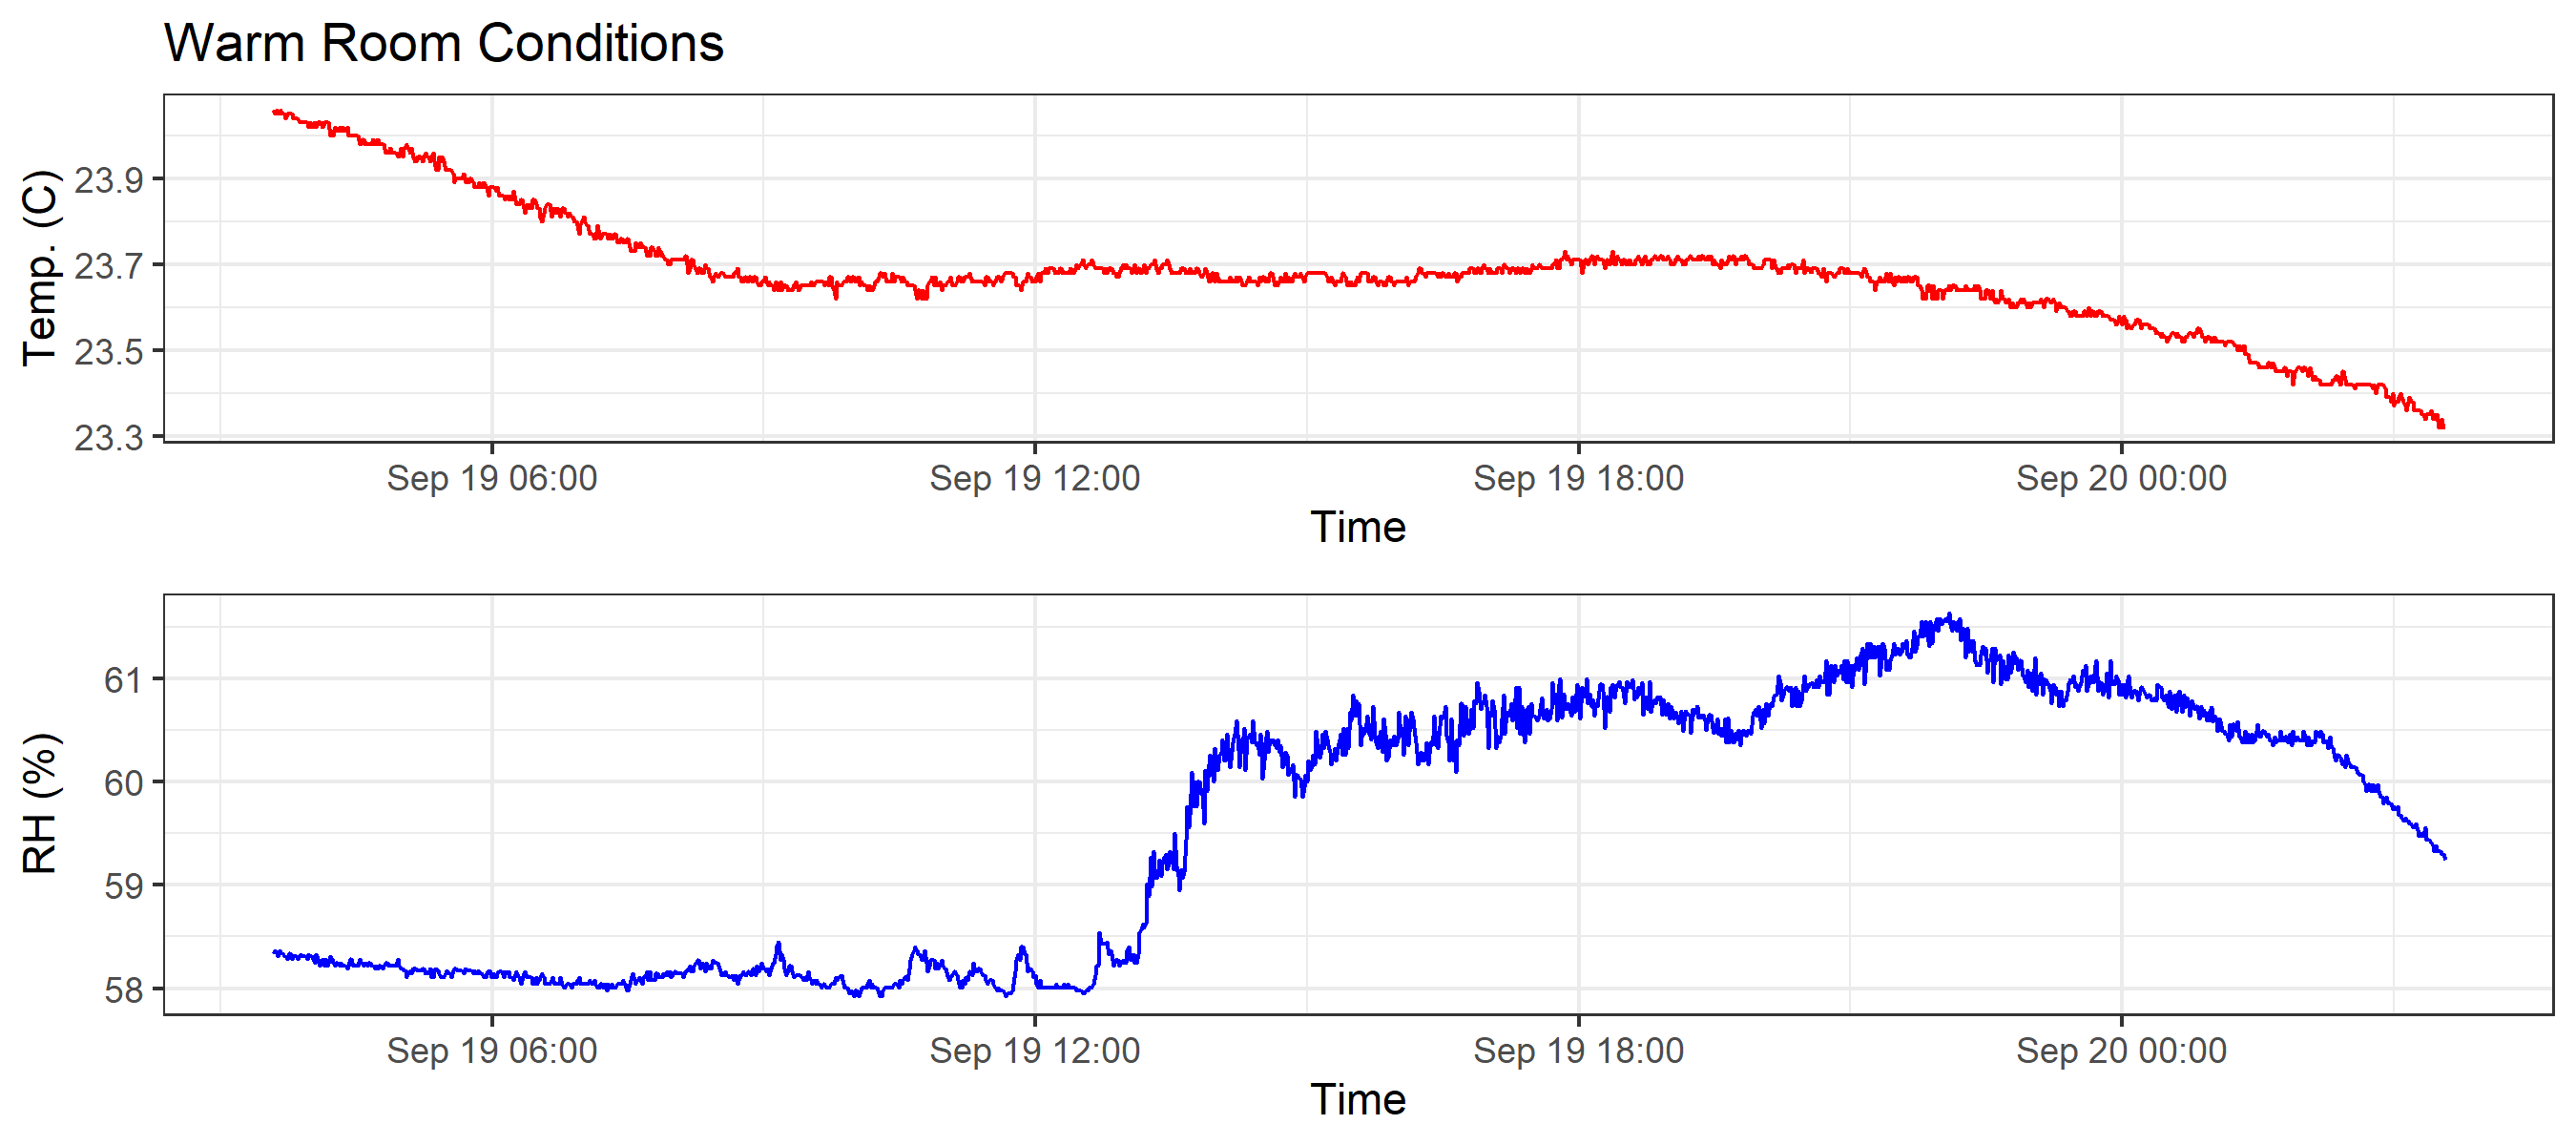 Warm Room Conditions
Temp. (C)
23.9
23.7
23.5
23.3
Sep 19 06:00 Sep 19 12:00 Sep 19 18:00 Sep 20 00:00
Time
RH (%)
61
60
59
58
Sep 19 06:00 Sep 19 12:00 Sep 19 18:00 Sep 20 00:00
Time